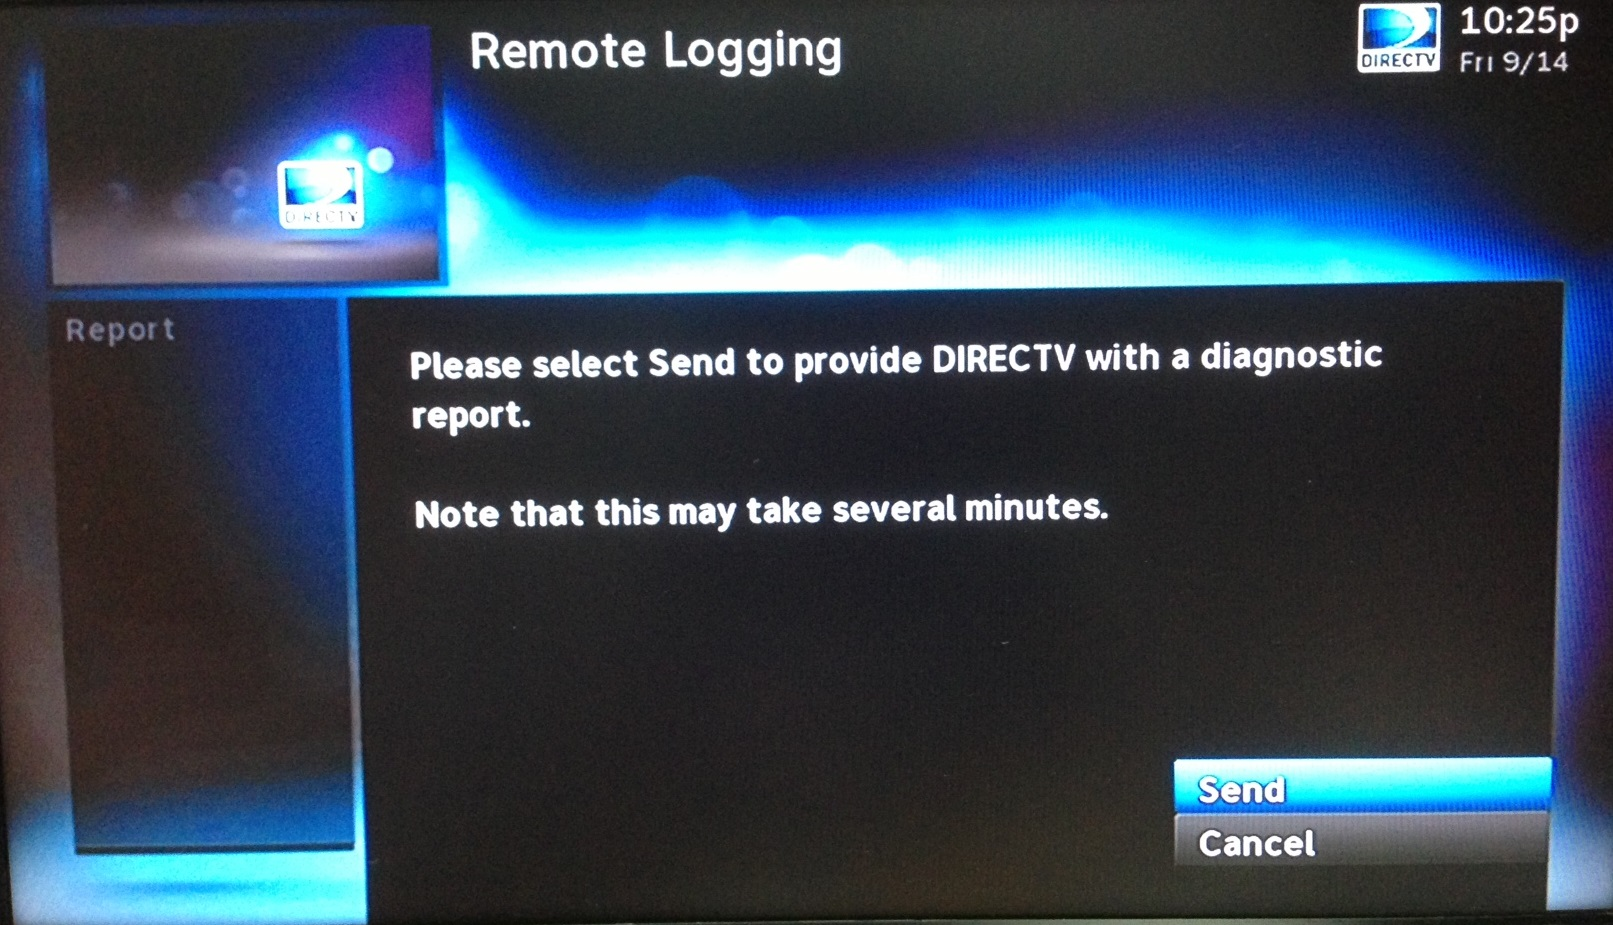 Remote Logging
DIRECTV
10:25p
Fri 9/14
DIRECTV
Report
Please select Send to provide DIRECTV with a diagnostic
report.
Note that this may take several minutes.
Send
Cancel